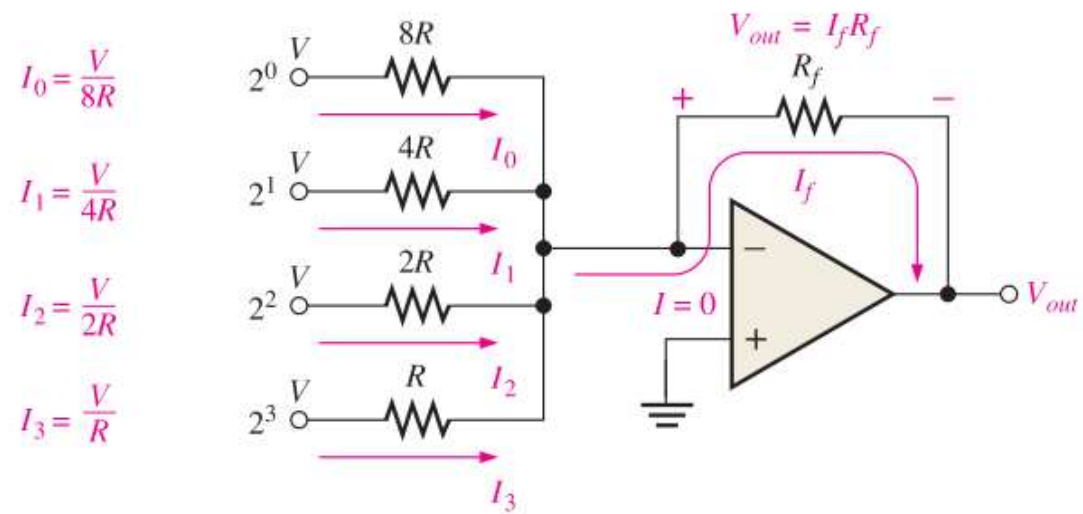 V_out = I_f R_f
I_0 = V/8R
2^0
V
8R
I_0
R_f
+
−
I_1 = V/4R
2^1
V
4R
I_1
I_f
I_2 = V/2R
2^2
V
2R
I_2
I = 0
−
+
V_out
I_3 = V/R
2^3
V
R
I_3